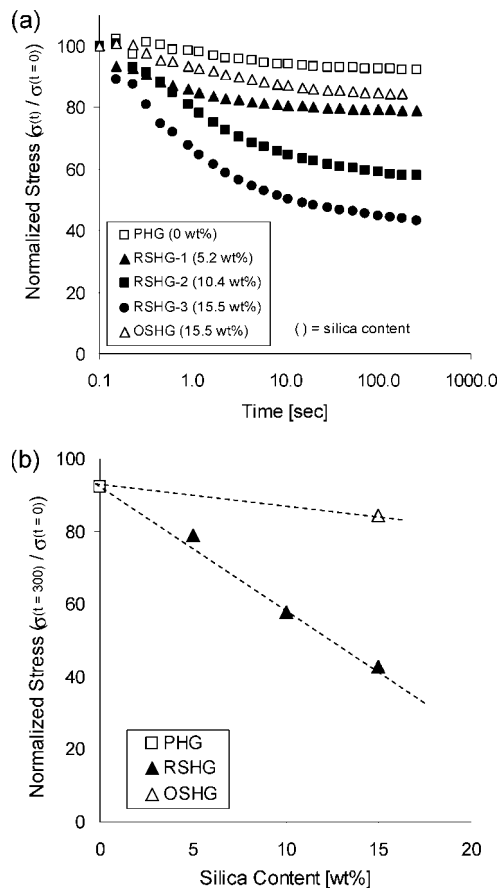 (a)
Normalized Stress (σ(t) / σ(t=0))
100
80
60
40
20
0
PHG (0 wt%)
RSHG-1 (5.2 wt%)
RSHG-2 (10.4 wt%)
RSHG-3 (15.5 wt%)
OSHG (15.5 wt%)
( ) = silica content
0.1 1.0 10.0 100.0 1000.0
Time [sec]
(b)
Normalized Stress (σ(t = 300) / σ(t=0))
100
80
60
40
20
0
PHG
RSHG
OSHG
0 5 10 15 20
Silica Content [wt%]